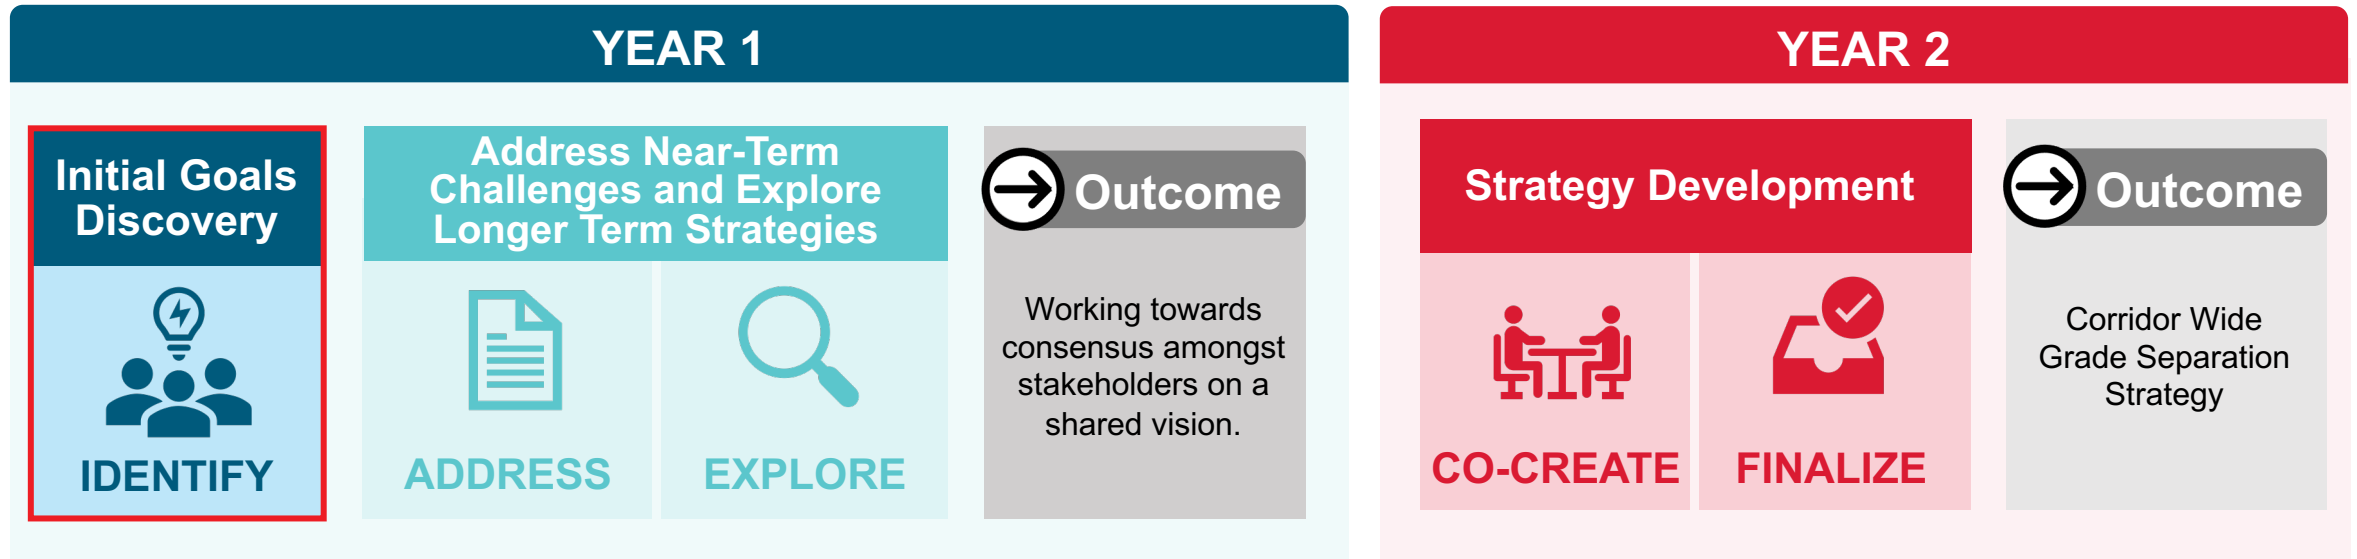 YEAR 1
Initial Goals
Discovery
IDENTIFY
Address Near-Term
Challenges and Explore
Longer Term Strategies
ADDRESS
EXPLORE
Outcome
Working towards
consensus amongst
stakeholders on a
shared vision.
YEAR 2
Strategy Development
CO-CREATE
FINALIZE
Outcome
Corridor Wide
Grade Separation
Strategy